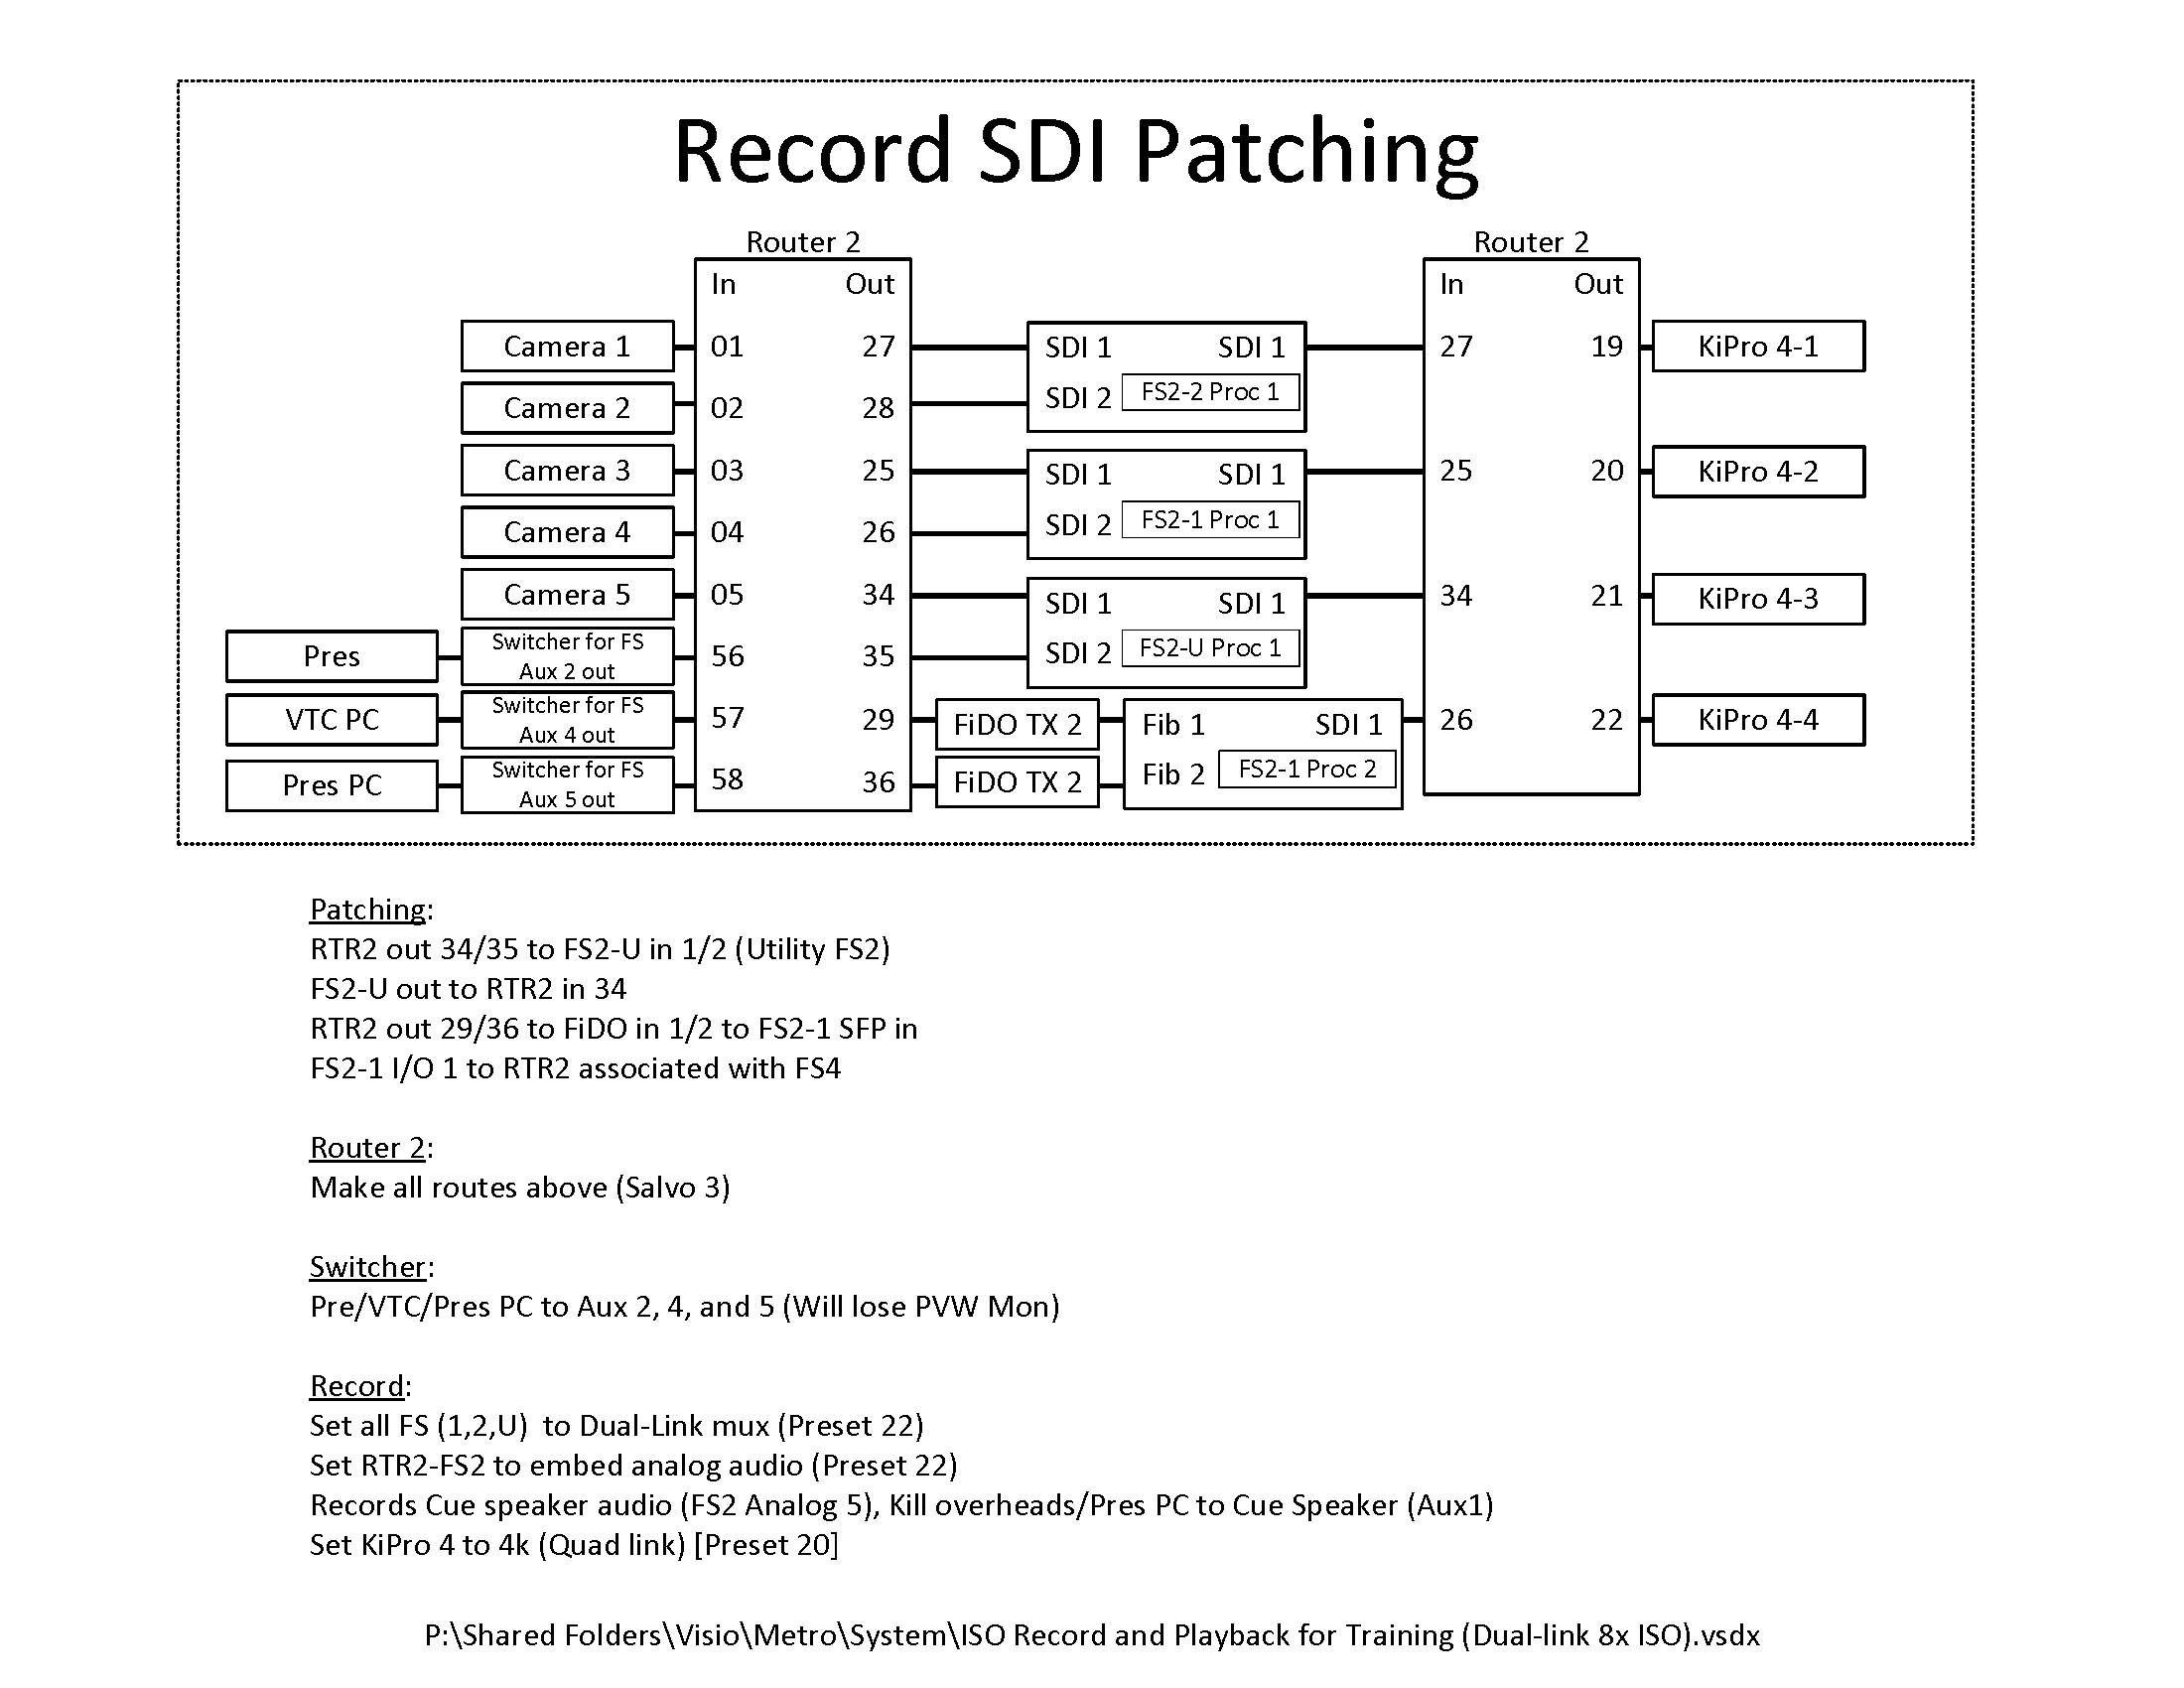 Record SDI Patching
Router 2
Router 2
In Out
In Out
Camera 1 01 27 SDI 1 SDI 1 27 19 KiPro 4-1
Camera 2 02 28 SDI 2 FS2-2 Proc 1
Camera 3 03 25 SDI 1 SDI 1 25 20 KiPro 4-2
Camera 4 04 26 SDI 2 FS2-1 Proc 1
Camera 5 05 34 SDI 1 SDI 1 34 21 KiPro 4-3
Pres Switcher for FS
Aux 2 out 56 35 SDI 2 FS2-U Proc 1
VTC PC Switcher for FS
Aux 4 out 57 29 FiDO TX 2 Fib 1 SDI 1 26 22 KiPro 4-4
Pres PC Switcher for FS
Aux 5 out 58 36 FiDO TX 2 Fib 2 FS2-1 Proc 2
Patching:
RTR2 out 34/35 to FS2-U in 1/2 (Utility FS2)
FS2-U out to RTR2 in 34
RTR2 out 29/36 to FiDO in 1/2 to FS2-1 SFP in
FS2-1 I/O 1 to RTR2 associated with FS4
Router 2:
Make all routes above (Salvo 3)
Switcher:
Pre/VTC/Pres PC to Aux 2, 4, and 5 (Will lose PVW Mon)
Record:
Set all FS (1,2,U)  to Dual-Link mux (Preset 22)
Set RTR2-FS2 to embed analog audio (Preset 22)
Records Cue speaker audio (FS2 Analog 5), Kill overheads/Pres PC to Cue Speaker (Aux1)
Set KiPro 4 to 4k (Quad link) [Preset 20]
P:\Shared Folders\Visio\Metro\System\ISO Record and Playback for Training (Dual-link 8x ISO).vsdx